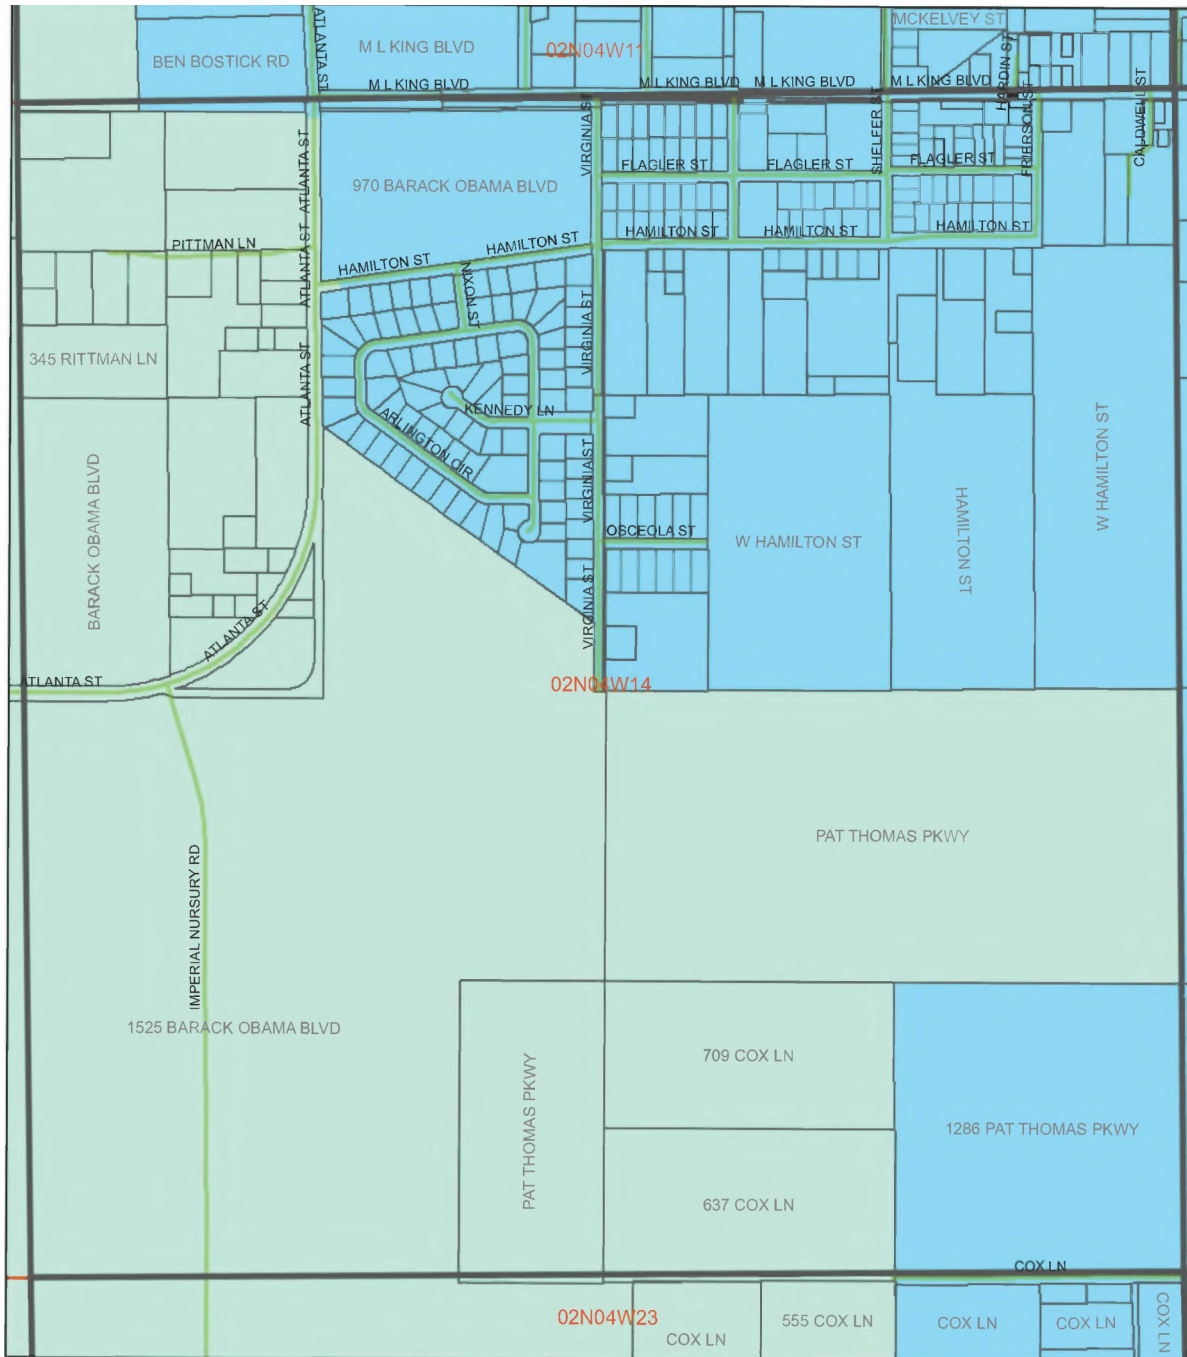 ATLANTA ST
MCKELVEY ST
M L KING BLVD
02N04W11
BEN BOSTICK RD
HARDIN ST
M L KING BLVD
M L KING BLVD
M L KING BLVD
M L KING BLVD
VIRGINIA ST
SHELFER ST
FRIERSON ST
CALDWELL ST
ATLANTA ST
ATLANTA ST
FLAGLER ST
FLAGLER ST
FLAGLER ST
970 BARACK OBAMA BLVD
PITTMAN LN
ATLANTA ST
HAMILTON ST
HAMILTON ST
HAMILTON ST
HAMILTON ST
HAMILTON ST
NIXON ST
VIRGINIA ST
345 RITTMAN LN
ATLANTA ST
KENNEDY LN
ARLINGTON CIR
VIRGINIA ST
BARACK OBAMA BLVD
W HAMILTON ST
OSCEOLA ST
W HAMILTON ST
HAMILTON ST
VIRGINIA ST
ATLANTA ST
ATLANTA ST
02N04W14
PAT THOMAS PKWY
IMPERIAL NURSURY RD
1525 BARACK OBAMA BLVD
709 COX LN
PAT THOMAS PKWY
1286 PAT THOMAS PKWY
637 COX LN
COX LN
02N04W23
COX LN
555 COX LN
COX LN
COX LN
COX LN